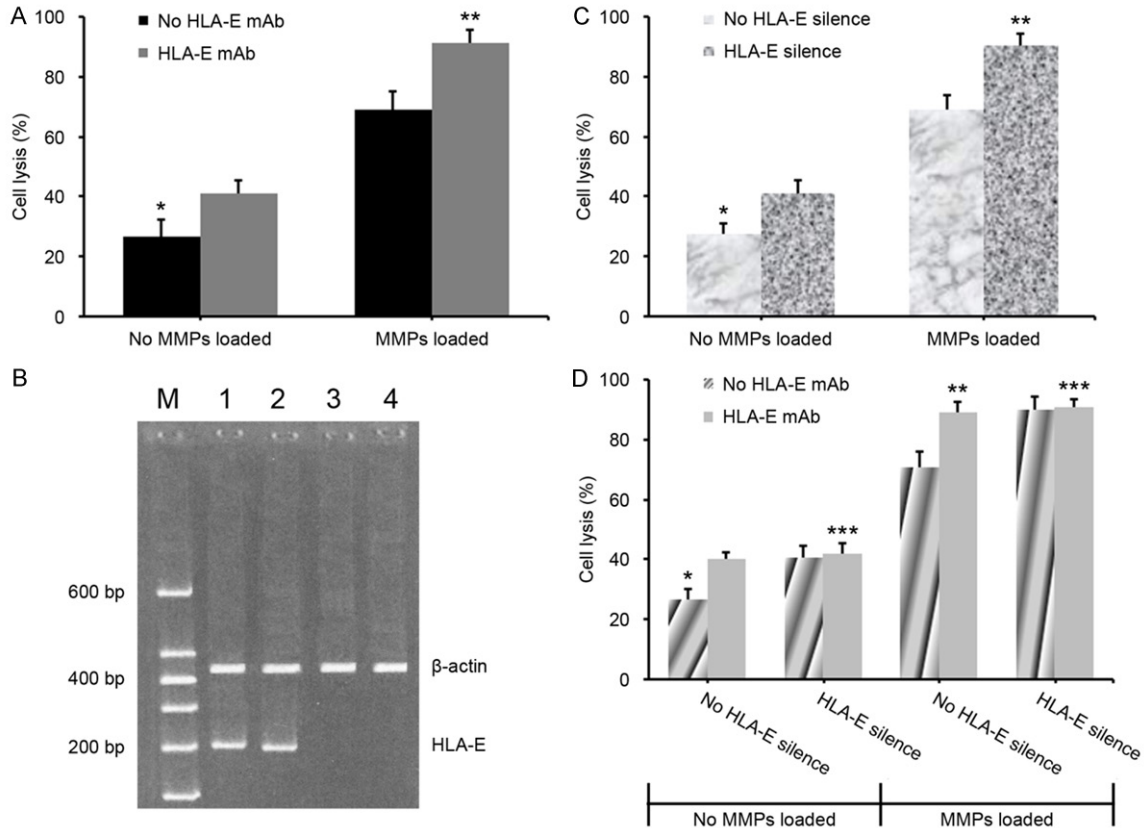 A
No HLA-E mAb
HLA-E mAb
Cell lysis (%)
100
80
60
40
20
0
*
**
No MMPs loaded
MMPs loaded
B
M 1 2 3 4
600 bp
400 bp
200 bp
β-actin
HLA-E
C
No HLA-E silence
HLA-E silence
Cell lysis (%)
100
80
60
40
20
0
*
**
No MMPs loaded
MMPs loaded
D
No HLA-E mAb
HLA-E mAb
Cell lysis (%)
100
80
60
40
20
0
*
***
**
***
No HLA-E silence
HLA-E silence
No HLA-E silence
HLA-E silence
No MMPs loaded
MMPs loaded